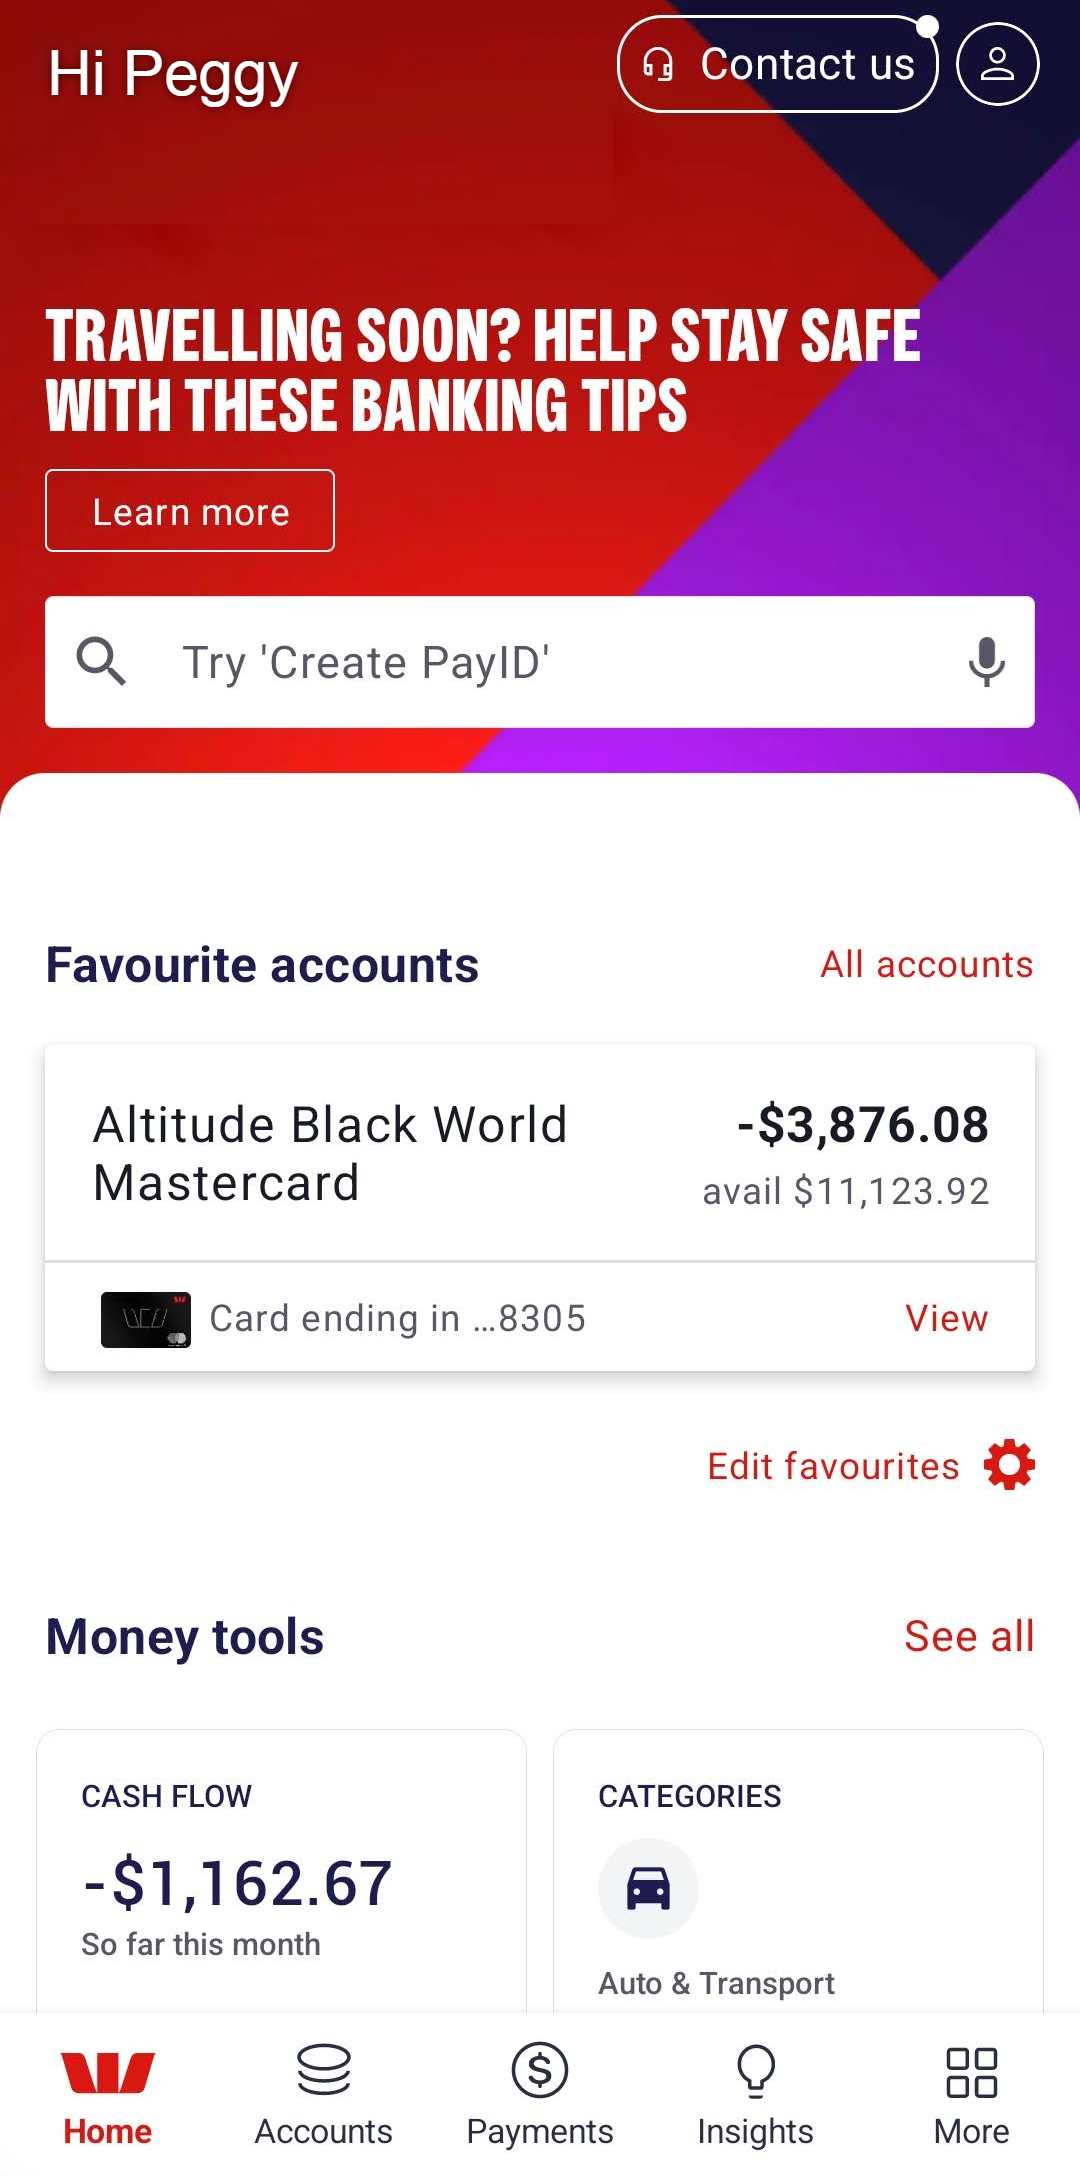 Hi Peggy
Contact us
TRAVELLING SOON? HELP STAY SAFE
WITH THESE BANKING TIPS
Learn more
Try 'Create PayID'
Favourite accounts
All accounts
Altitude Black World
Mastercard
-$3,876.08
avail $11,123.92
Card ending in ...8305
View
Edit favourites
Money tools
See all
CASH FLOW
-$1,162.67
So far this month
CATEGORIES
Auto & Transport
Home
Accounts
Payments
Insights
More